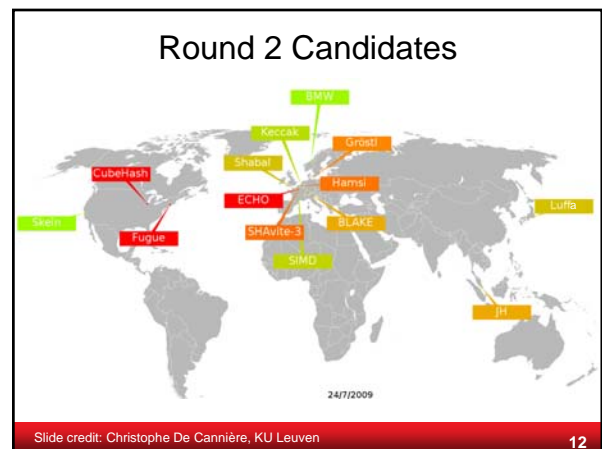 Round 2 Candidates
BMW
Keccak
Grøstl
Shabal
CubeHash
Hamsi
ECHO
Luffa
Skein
BLAKE
SHAvite-3
Fugue
SIMD
JH
24/7/2009
Slide credit: Christophe De Cannière, KU Leuven
12